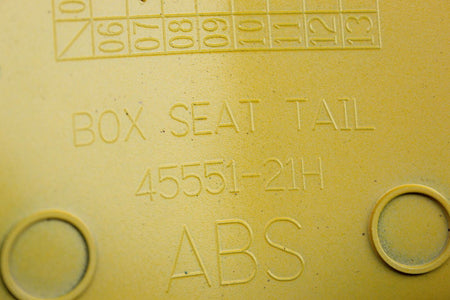 06 07 08 09 10 11 12 13
BOX SEAT TAIL
45551-21H
ABS